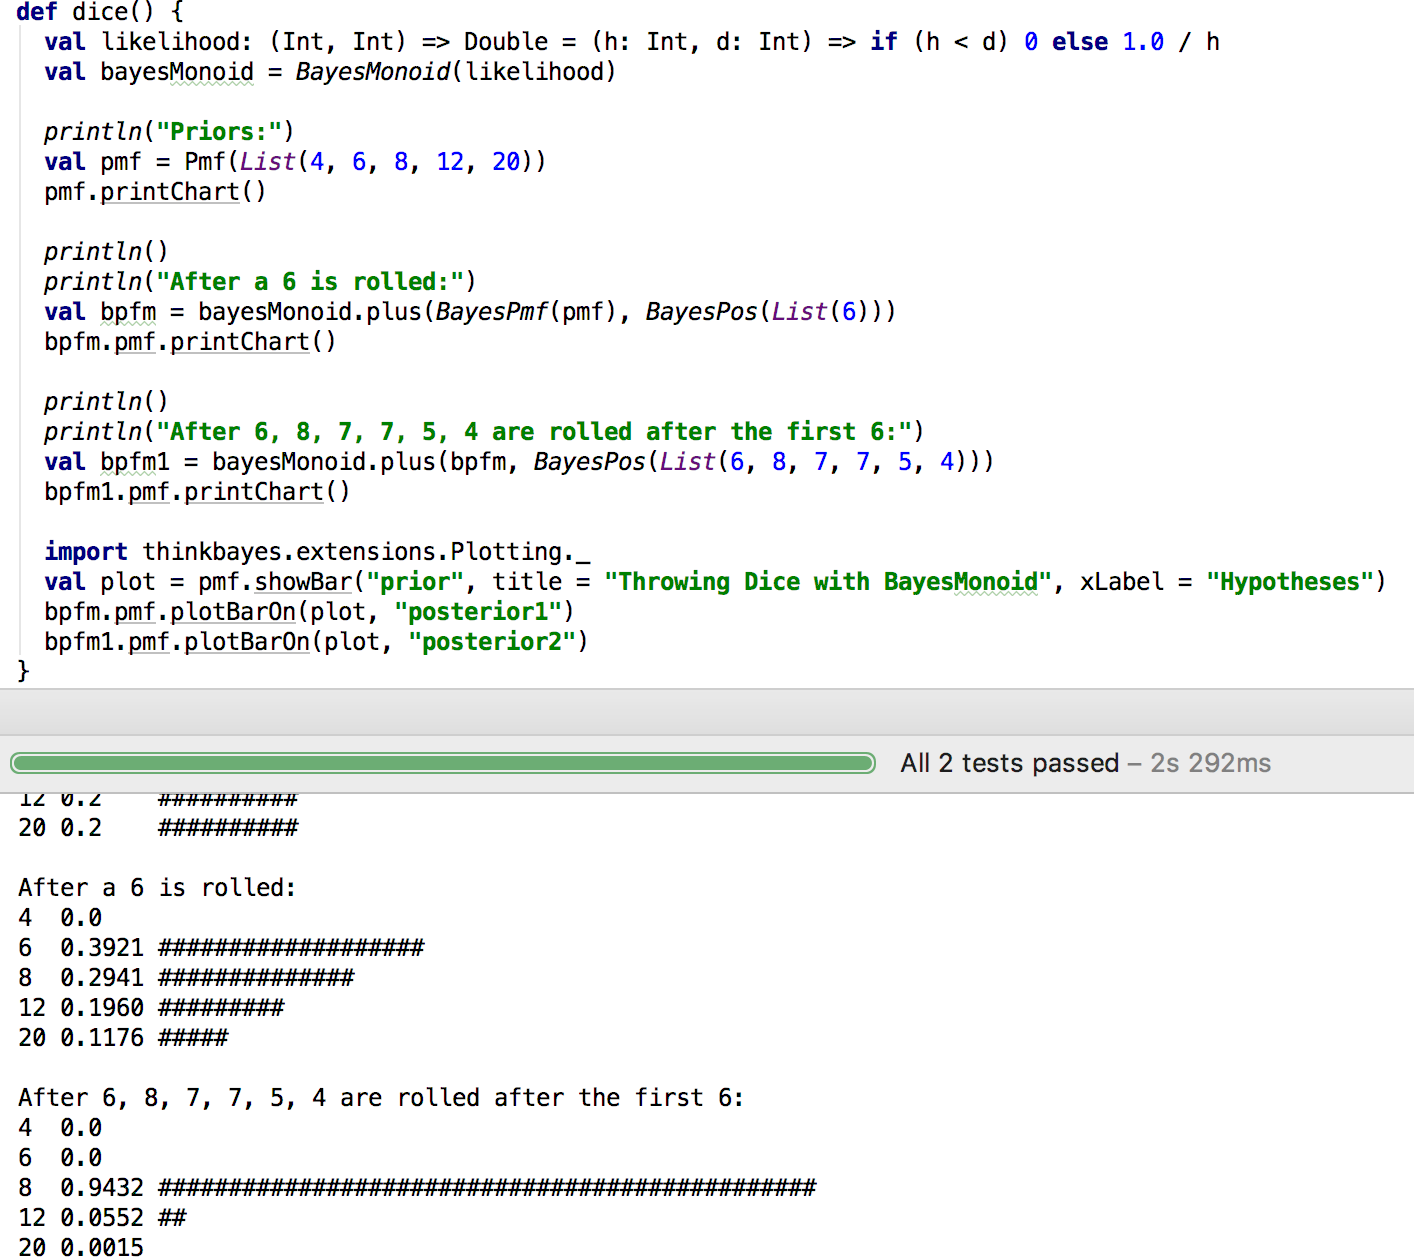 def dice() {
  val likelihood: (Int, Int) => Double = (h: Int, d: Int) => if (h < d) 0 else 1.0 / h
  val bayesMonoid = BayesMonoid(likelihood)

  println("Priors:")
  val pmf = Pmf(List(4, 6, 8, 12, 20))
  pmf.printChart()

  println()
  println("After a 6 is rolled:")
  val bpfm = bayesMonoid.plus(BayesPmf(pmf), BayesPos(List(6)))
  bpfm.pmf.printChart()

  println()
  println("After 6, 8, 7, 7, 5, 4 are rolled after the first 6:")
  val bpfm1 = bayesMonoid.plus(bpfm, BayesPos(List(6, 8, 7, 7, 5, 4)))
  bpfm1.pmf.printChart()

  import thinkbayes.extensions.Plotting._
  val plot = pmf.showBar("prior", title = "Throwing Dice with BayesMonoid", xLabel = "Hypotheses")
  bpfm.pmf.plotBarOn(plot, "posterior1")
  bpfm1.pmf.plotBarOn(plot, "posterior2")
}
All 2 tests passed – 2s 292ms
12 0.2    ##########
20 0.2    ##########

After a 6 is rolled:
4  0.0
6  0.3921 ###################
8  0.2941 ##############
12 0.1960 #########
20 0.1176 #####

After 6, 8, 7, 7, 5, 4 are rolled after the first 6:
4  0.0
6  0.0
8  0.9432 ###############################################
12 0.0552 ##
20 0.0015